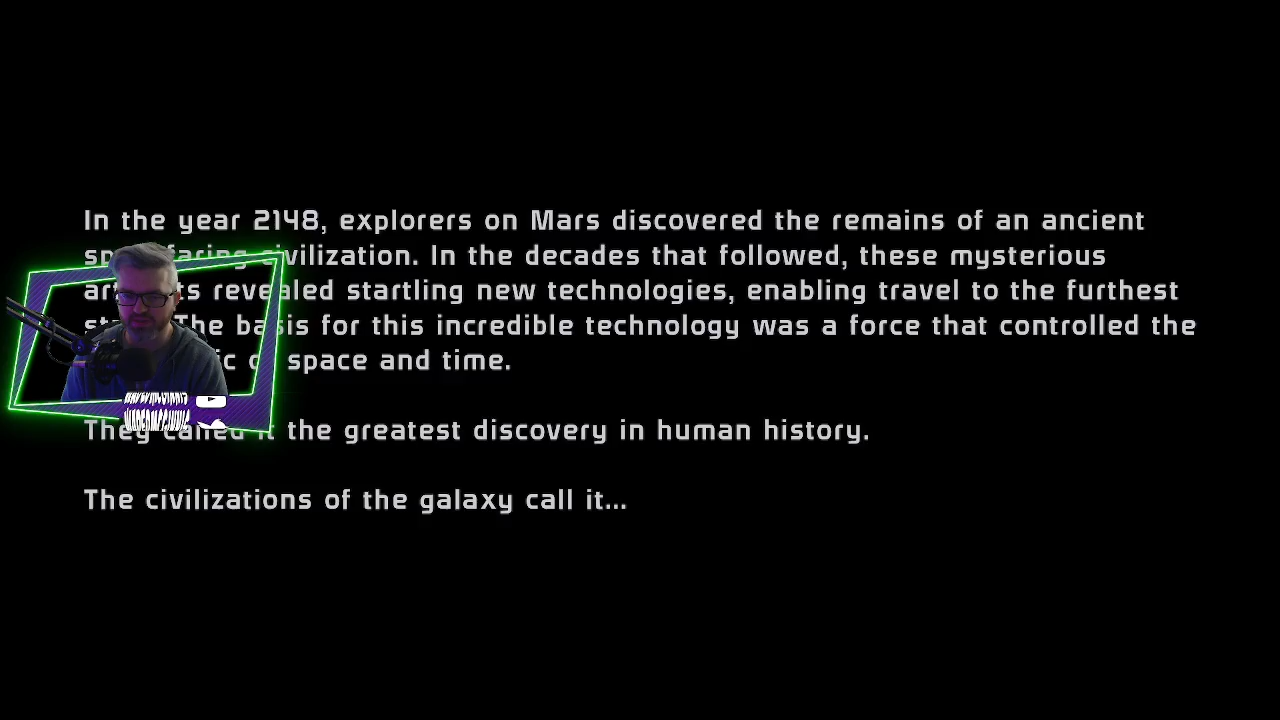 In the year 2148, explorers on Mars discovered the remains of an ancient
civilization. In the decades that followed, these mysterious
revealed startling new technologies, enabling travel to the furthest
The basis for this incredible technology was a force that controlled the
space and time.
They called it the greatest discovery in human history.
The civilizations of the galaxy call it...